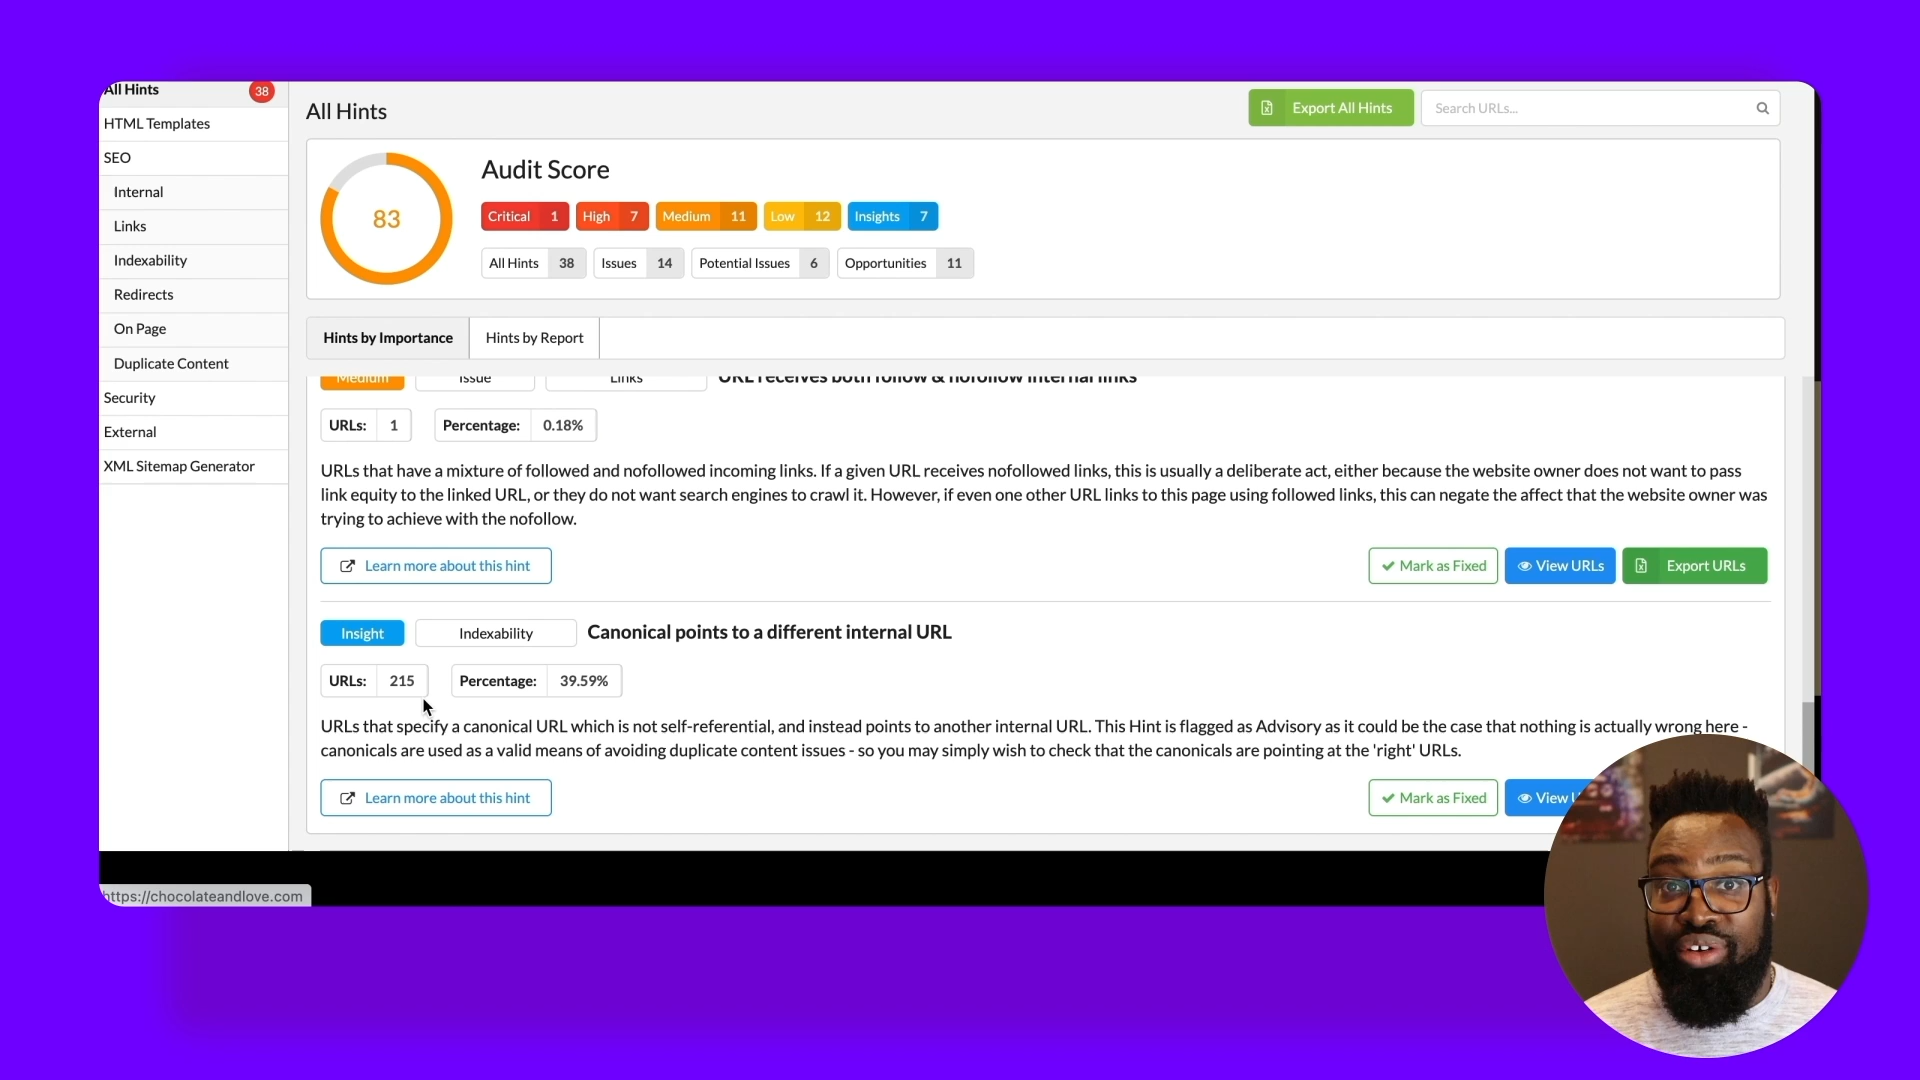 All Hints 38
HTML Templates
SEO
Internal
Links
Indexability
Redirects
On Page
Duplicate Content
Security
External
XML Sitemap Generator
All Hints
Export All Hints
Search URLs...
83
Audit Score
Critical 1 High 7 Medium 11 Low 12 Insights 7
All Hints 38 Issues 14 Potential Issues 6 Opportunities 11
Hints by Importance Hints by Report
Medium Issue Links URL receives both follow & nofollow internal links
URLs: 1 Percentage: 0.18%
URLs that have a mixture of followed and nofollowed incoming links. If a given URL receives nofollowed links, this is usually a deliberate act, either because the website owner does not want to pass
link equity to the linked URL, or they do not want search engines to crawl it. However, if even one other URL links to this page using followed links, this can negate the affect that the website owner was
trying to achieve with the nofollow.
Learn more about this hint Mark as Fixed View URLs Export URLs
Insight Indexability Canonical points to a different internal URL
URLs: 215 Percentage: 39.59%
URLs that specify a canonical URL which is not self-referential, and instead points to another internal URL. This Hint is flagged as Advisory as it could be the case that nothing is actually wrong here -
canonicals are used as a valid means of avoiding duplicate content issues - so you may simply wish to check that the canonicals are pointing at the 'right' URLs.
Learn more about this hint Mark as Fixed View
https://chocolateandlove.com